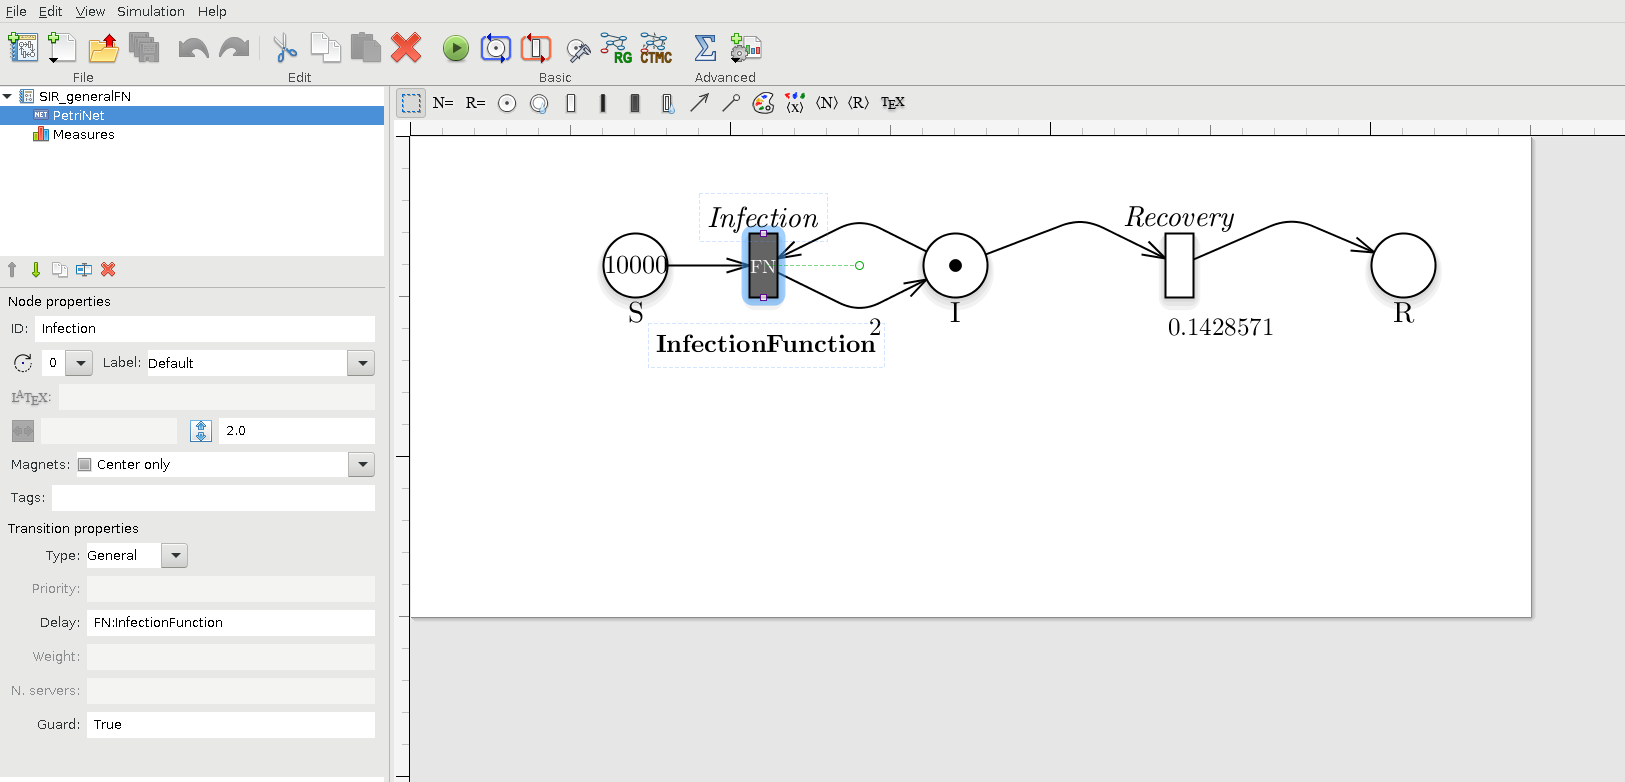 File Edit View Simulation Help
RG CTMC
File Edit Basic Advanced
SIR_generalFN
NET PetriNet
Measures
N= R= ⟨X⟩ ⟨N⟩ ⟨R⟩ TEX
Node properties
ID: Infection
0 Label: Default
LATEX:
2.0
Magnets: Center only
Tags:
Transition properties
Type: General
Priority:
Delay: FN:InfectionFunction
Weight:
N. servers:
Guard: True
Infection Recovery
10000 FN
S I R
2 0.1428571
InfectionFunction